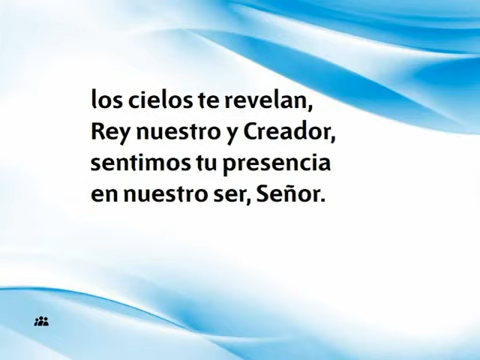 los cielos te revelan,
Rey nuestro y Creador,
sentimos tu presencia
en nuestro ser, Señor.